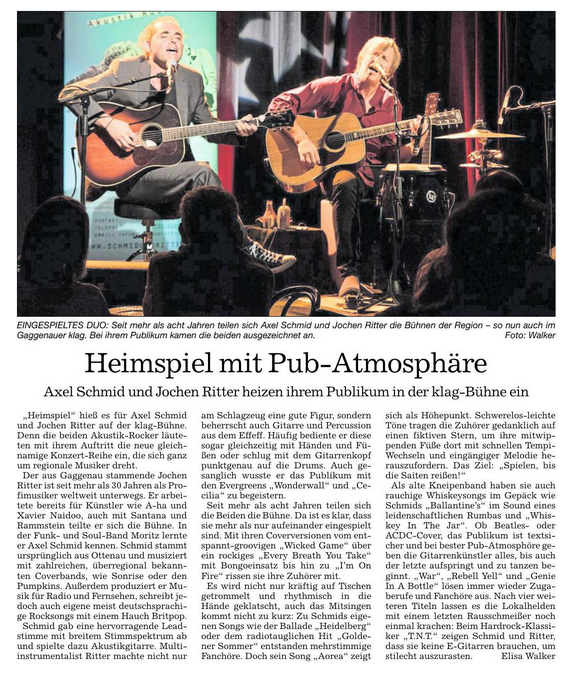 Akustik Ro
KONTAKT
WWW.SCHMIDT RITTE
LP
EINGESPIELTES DUO: Seit mehr als acht Jahren teilen sich Axel Schmid und Jochen Ritter die Bühnen der Region – so nun auch im
Gaggenauer klag. Bei ihrem Publikum kamen die beiden ausgezeichnet an. Foto: Walker
Heimspiel mit Pub-Atmosphäre
Axel Schmid und Jochen Ritter heizen ihrem Publikum in der klag-Bühne ein
„Heimspiel“ hieß es für Axel Schmid
und Jochen Ritter auf der klag-Bühne.
Denn die beiden Akustik-Rocker läute-
ten mit ihrem Auftritt die neue gleich-
namige Konzert-Reihe ein, die sich ganz
um regionale Musiker dreht.
Der aus Gaggenau stammende Jochen
Ritter ist seit mehr als 30 Jahren als Pro-
fimusiker weltweit unterwegs. Er arbei-
tete bereits für Künstler wie A-ha und
Xavier Naidoo, auch mit Santana und
Rammstein teilte er sich die Bühne. In
der Funk- und Soul-Band Moritz lernte
er Axel Schmid kennen. Schmid stammt
ursprünglich aus Ottenau und musiziert
mit zahlreichen, überregional bekann-
ten Coverbands, wie Sonrise oder den
Pumpkins. Außerdem produziert er Mu-
sik für Radio und Fernsehen, schreibt je-
doch auch eigene meist deutschsprachi-
ge Rocksongs mit einem Hauch Britpop.
Schmid gab eine hervorragende Lead-
stimme mit breitem Stimmspektrum ab
und spielte dazu Akustikgitarre. Multi-
instrumentalist Ritter machte nicht nur
am Schlagzeug eine gute Figur, sondern
beherrscht auch Gitarre und Percussion
aus dem Effeff. Häufig bediente er diese
sogar gleichzeitig mit Händen und Fü-
ßen oder schlug mit dem Gitarrenkopf
punktgenau auf die Drums. Auch ge-
sanglich wusste er das Publikum mit
den Evergreens „Wonderwall“ und „Ce-
cilia“ zu begeistern.
Seit mehr als acht Jahren teilen sich
die Beiden die Bühne. Da ist es klar, dass
sie mehr als nur aufeinander eingespielt
sind. Mit ihren Coverversionen vom ent-
spannt-groovigen „Wicked Game“ über
ein rockiges „Every Breath You Take“
mit Bongoeinsatz bis hin zu „I'm On
Fire“ rissen sie ihre Zuhörer mit.
Es wird nicht nur kräftig auf Tischen
getrommelt und rhythmisch in die
Hände geklatscht, auch das Mitsingen
kommt nicht zu kurz: Zu Schmids eige-
nen Songs wie der Ballade „Heidelberg“
oder dem radiotauglichen Hit „Golde-
ner Sommer“ entstanden mehrstimmige
Fanchöre. Doch sein Song „Aorea“ zeigt
sich als Höhepunkt. Schwerelos-leichte
Töne tragen die Zuhörer gedanklich auf
einen fiktiven Stern, um ihre mitwip-
penden Füße dort mit schnellen Tempi-
Wechseln und eingängiger Melodie he-
rauszufordern. Das Ziel: „Spielen, bis
die Saiten reißen!“
Als alte Kneipenband haben sie auch
rauchige Whiskeysongs im Gepäck wie
Schmids „Ballantine's“ im Sound eines
leidenschaftlichen Rumbas und „Whis-
key In The Jar“. Ob Beatles- oder
ACDC-Cover, das Publikum ist textsi-
cher und bei bester Pub-Atmosphäre ge-
ben die Gitarrenkünstler alles, bis auch
der letzte aufspringt und zu tanzen be-
ginnt. „War“, „Rebell Yell“ und „Genie
In A Bottle“ lösen immer wieder Zuga-
berufe und Fanchöre aus. Nach vier wei-
teren Titeln lassen es die Lokalhelden
mit einem letzten Rausschmeißer noch
einmal krachen: Beim Hardrock-Klassi-
ker „T.N.T.“ zeigen Schmid und Ritter,
dass sie keine E-Gitarren brauchen, um
stilecht auszurasten. Elisa Walker